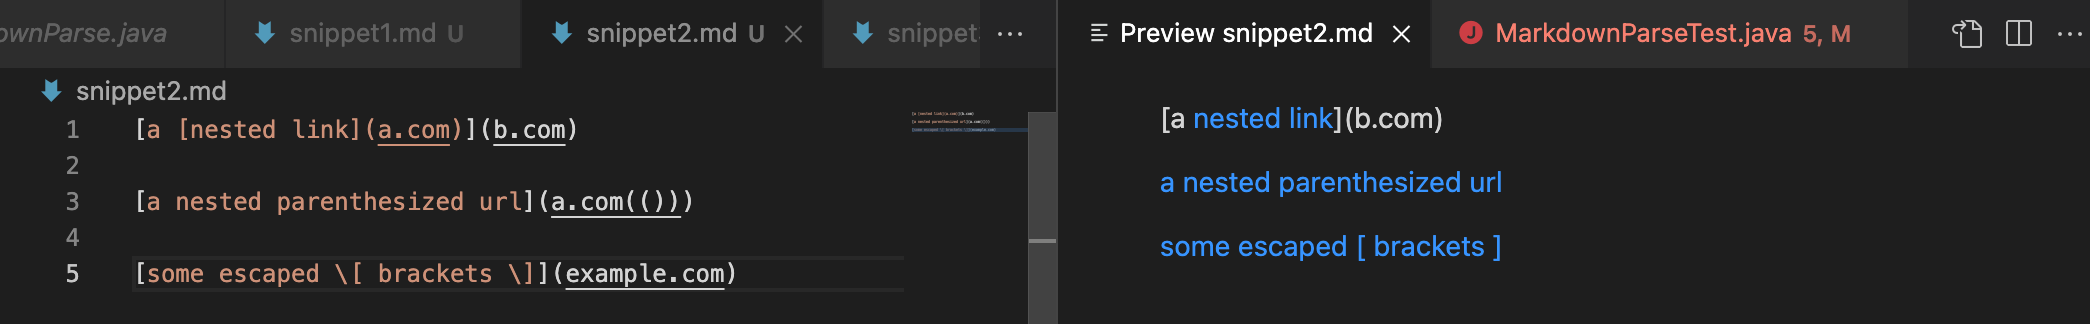 ownParse.java snippet1.md U snippet2.md U snippet
Preview snippet2.md J MarkdownParseTest.java 5, M
snippet2.md
1 [a [nested link](a.com)](b.com)
2
3 [a nested parenthesized url](a.com(()))
4
5 [some escaped \[ brackets \]](example.com)
[a nested link](b.com)
a nested parenthesized url
some escaped [ brackets ]